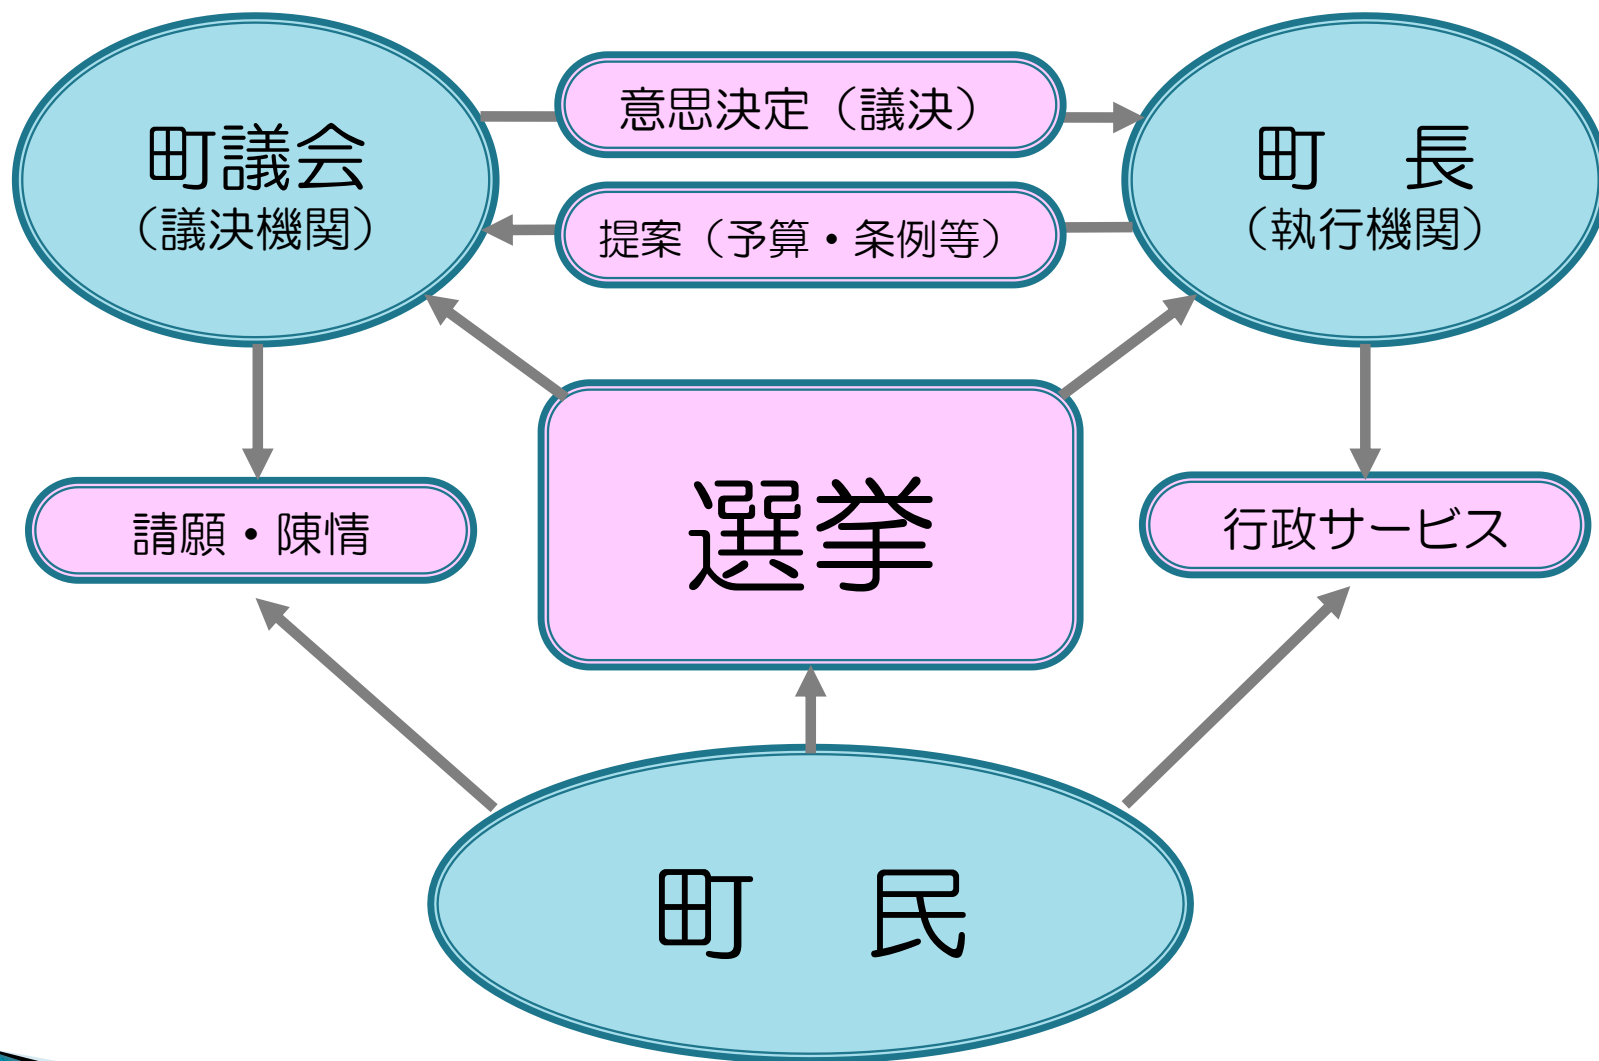 町議会
（議決機関）
意思決定（議決）
提案（予算・条例等）
町　長
（執行機関）
請願・陳情
選挙
行政サービス
町　民